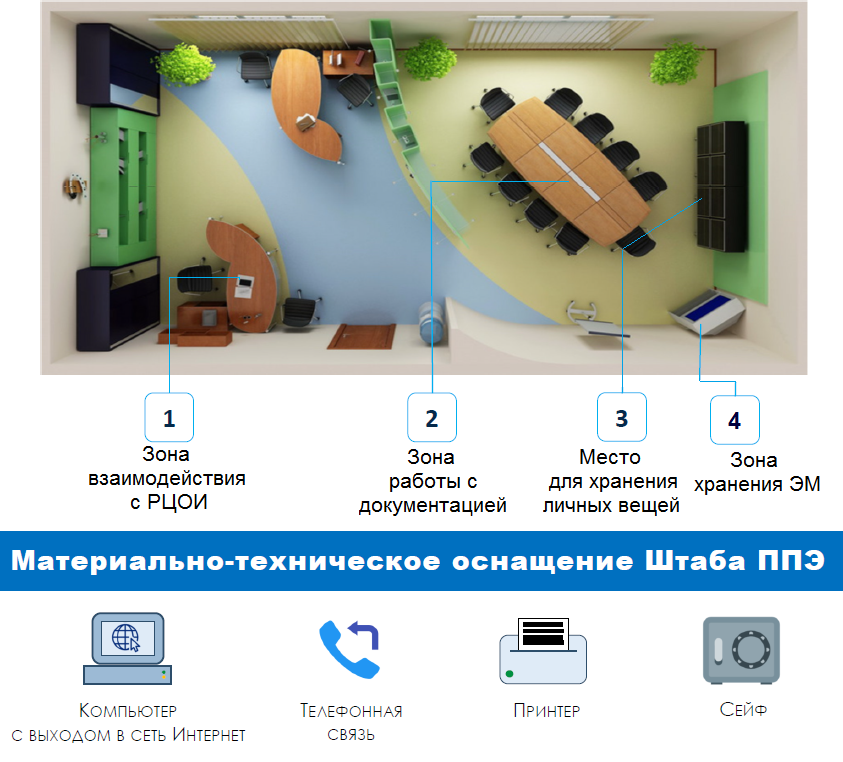 1
Зона
взаимодействия
с РЦОИ
2
Зона
работы с
документацией
3
Место
для хранения
личных вещей
4
Зона
хранения ЭМ
Материально-техническое оснащение Штаба ППЭ
Компьютер
с выходом в сеть Интернет
Телефонная
связь
Принтер
Сейф